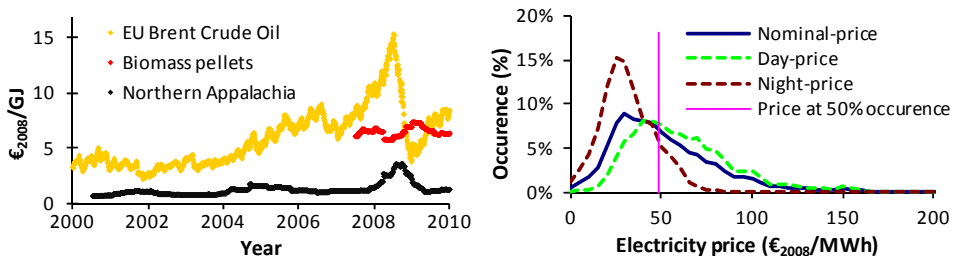 €2008/GJ
15
10
5
0
EU Brent Crude Oil
Biomass pellets
Northern Appalachia
2000 2002 2004 2006 2008 2010
Year
Occurence (%)
20%
15%
10%
5%
0%
Nominal-price
Day-price
Night-price
Price at 50% occurence
0 50 100 150 200
Electricity price (€2008/MWh)